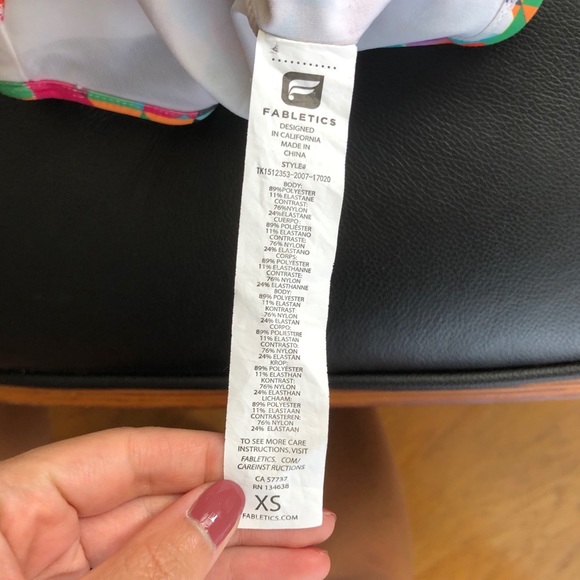 FABLETICS
DESIGNED
IN CALIFORNIA
MADE IN
CHINA
STYLE#
TK1512353-2007-17020
BODY:
89%POLYESTER
11% ELASTANE
CONTRAST:
76%NYLON
24%ELASTANE
CUERPO:
89% POLIESTER
11% ELASTANO
CONTRASTE:
76% NYLON
24% ELASTANO
CORPS:
89% POLYESTER
11% ELASTHANNE
CONTRASTE:
76% NYLON
24% ELASTHANNE
BODY:
89% POLYESTER
11% ELASTAN
KONTRAST
76% NYLON
24% ELASTAN
CORPO:
89% POLIESTIRE
11% ELASTAN
CONTRASTO:
76% NYLON
24% ELASTAN
KROP:
89% POLYESTER
11% ELASTHAN
KONTRAST:
76% NYLON
24% ELASTHAN
LICHAAM:
89% POLYESTER
11% ELASTAAN
CONTRASTEREN:
76% NYLON
24% ELASTAAN
TO SEE MORE CARE
INSTRUCTIONS,VISIT
FABLETICS. COM/
CAREINST RUCTIONS
CA 57737
RN 134638
XS
FABLETICS.COM